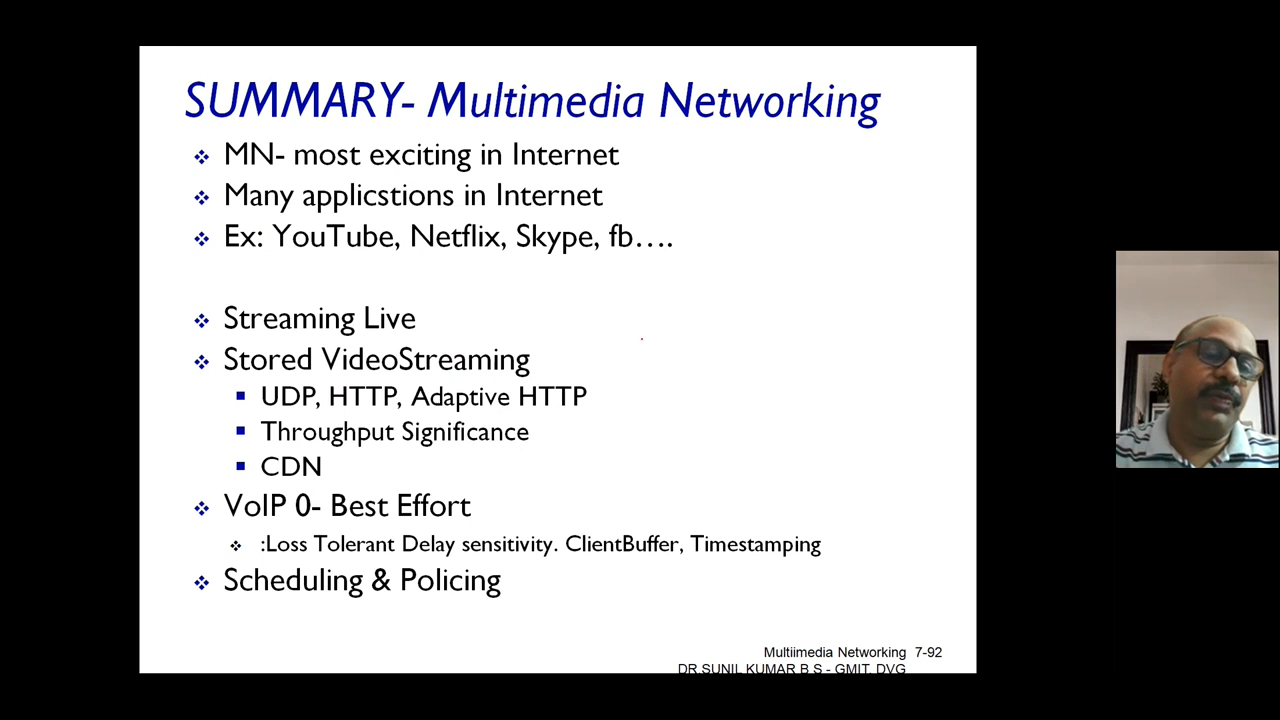 SUMMARY- Multimedia Networking
MN- most exciting in Internet
Many applicstions in Internet
Ex: YouTube, Netflix, Skype, fb….
Streaming Live
Stored VideoStreaming
UDP, HTTP, Adaptive HTTP
Throughput Significance
CDN
VoIP 0- Best Effort
:Loss Tolerant Delay sensitivity. ClientBuffer, Timestamping
Scheduling & Policing
Multiimedia Networking 7-92
DR SUNIL KUMAR B S - GMIT, DVG